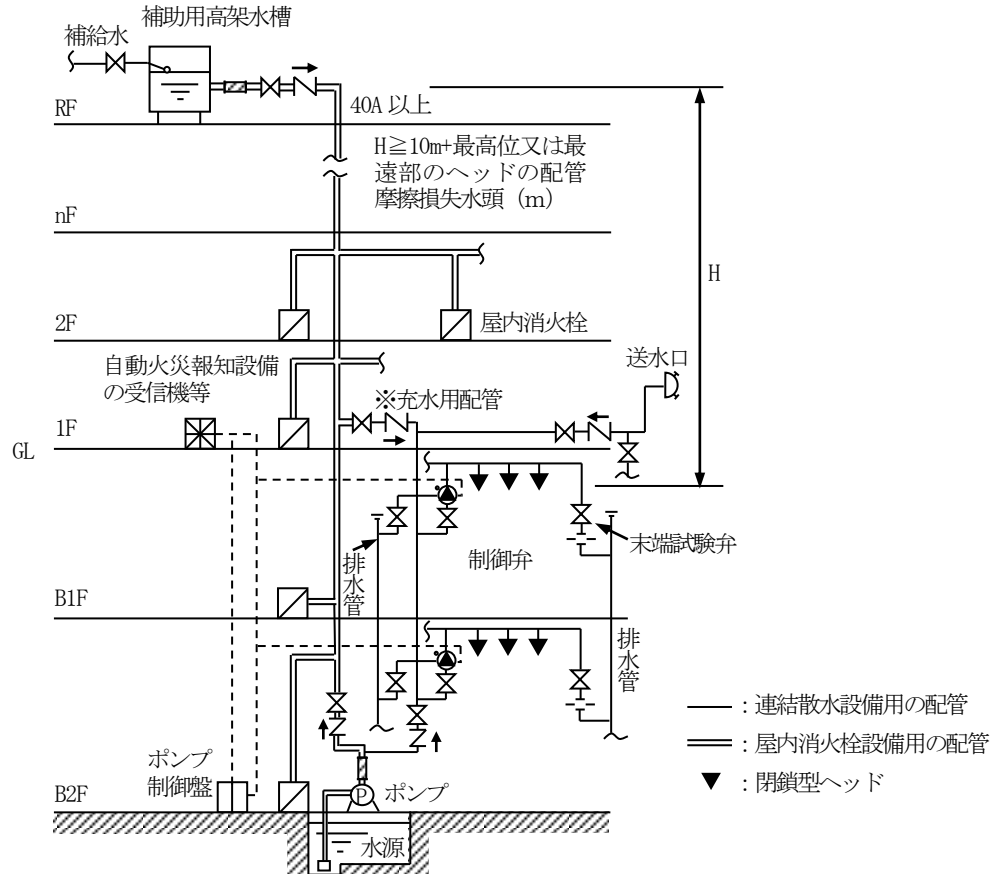 補助用高架水槽
補給水
RF
40A 以上
H≧10m+最高位又は最
遠部のヘッドの配管
摩擦損失水頭（m）
nF
H
2F
屋内消火栓
自動火災報知設備
の受信機等
送水口
※充水用配管
1F
GL
末端試験弁
制御弁
排水管
B1F
排水管
ポンプ
制御盤
B2F
P
ポンプ
水源
：連結散水設備用の配管
：屋内消火栓設備用の配管
：閉鎖型ヘッド